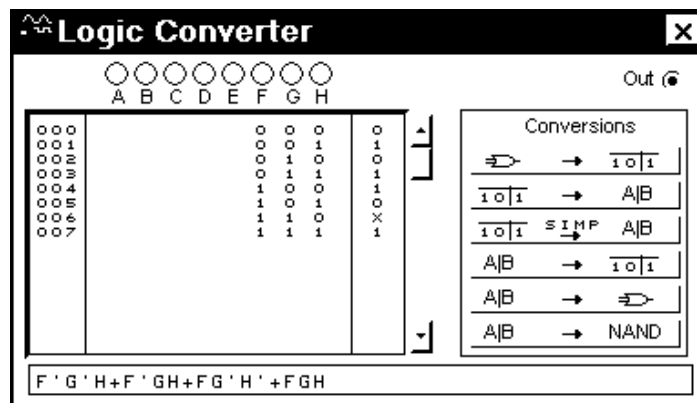 Logic Converter
Out
A B C D E F G H
000 0 0 0 0
001 0 0 1 1
002 0 1 0 1
003 0 1 1 1
004 1 0 0 1
005 1 0 1 0
006 1 1 0 X
007 1 1 1 1
Conversions
→ 1 0 1
1 0 1 → A|B
1 0 1 SIMP → A|B
A|B → 1 0 1
A|B →
A|B → NAND
F'G'H+F'GH+FG'H'+FGH